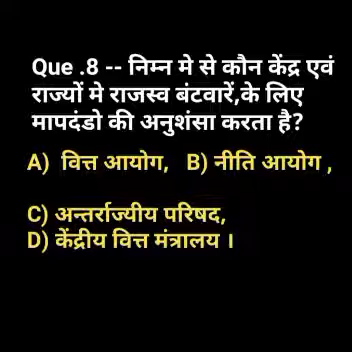 Que .8 -- निम्न मे से कौन केंद्र एवं
राज्यों मे राजस्व बंटवारें,के लिए
मापदंडो की अनुशंसा करता है?
A) वित्त आयोग, B) नीति आयोग ,
C) अन्तर्राज्यीय परिषद,
D) केंद्रीय वित्त मंत्रालय ।